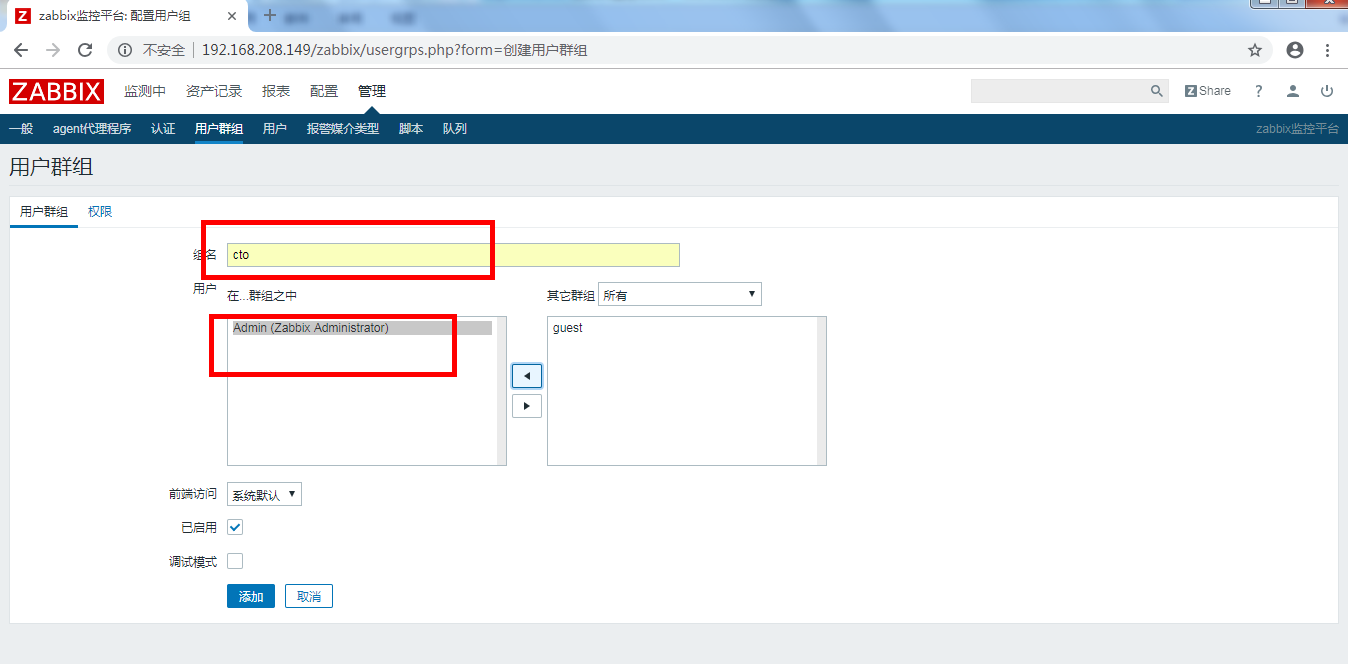 Z zabbix监控平台: 配置用户组
不安全 192.168.208.149/zabbix/usergrps.php?form=创建用户群组
ZABBIX 监测中 资产记录 报表 配置 管理 Z Share ?
一般 agent代理程序 认证 用户群组 用户 报警媒介类型 脚本 队列 zabbix监控平台
用户群组
用户群组 权限
组名 cto
用户 在...群组之中 其它群组 所有
Admin (Zabbix Administrator) guest
前端访问 系统默认
已启用
调试模式
添加 取消